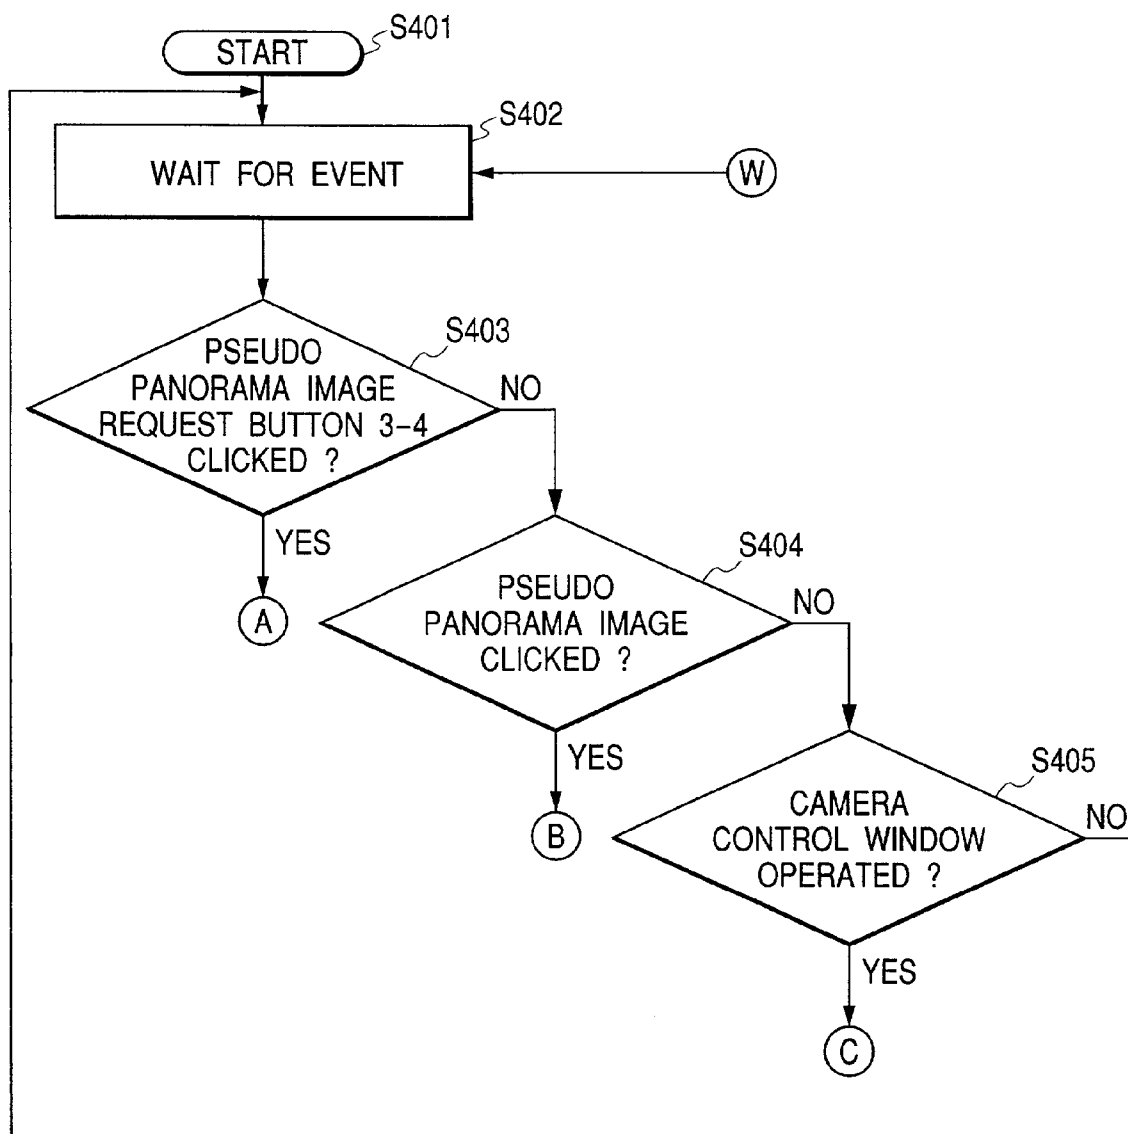 START
S401
S402
WAIT FOR EVENT
W
S403
PSEUDO
PANORAMA IMAGE
REQUEST BUTTON 3-4
CLICKED ?
NO
YES
A
S404
PSEUDO
PANORAMA IMAGE
CLICKED ?
NO
YES
B
S405
CAMERA
CONTROL WINDOW
OPERATED ?
NO
YES
C